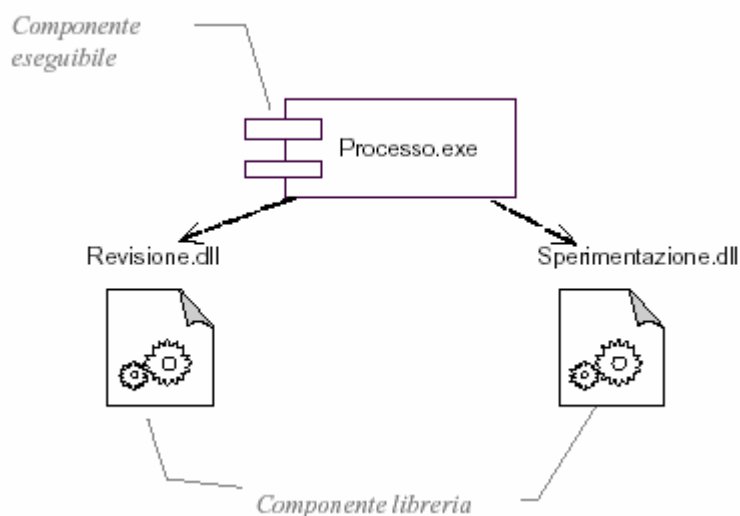 Componente
eseguibile
Processo.exe
Revisione.dll
Sperimentazione.dll
Componente libreria